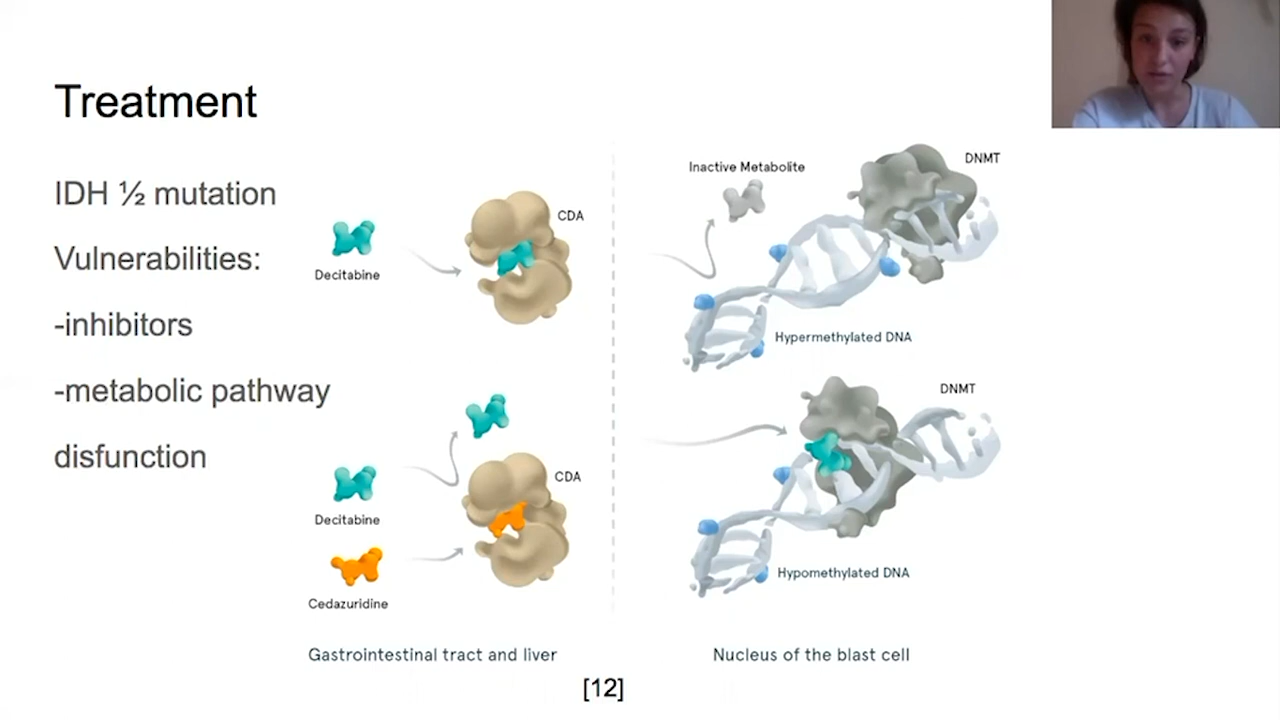 Treatment
IDH ½ mutation
Vulnerabilities:
-inhibitors
-metabolic pathway
disfunction
Decitabine
CDA
Inactive Metabolite
DNMT
Hypermethylated DNA
Decitabine
Cedazuridine
CDA
DNMT
Hypomethylated DNA
Gastrointestinal tract and liver
Nucleus of the blast cell
[12]